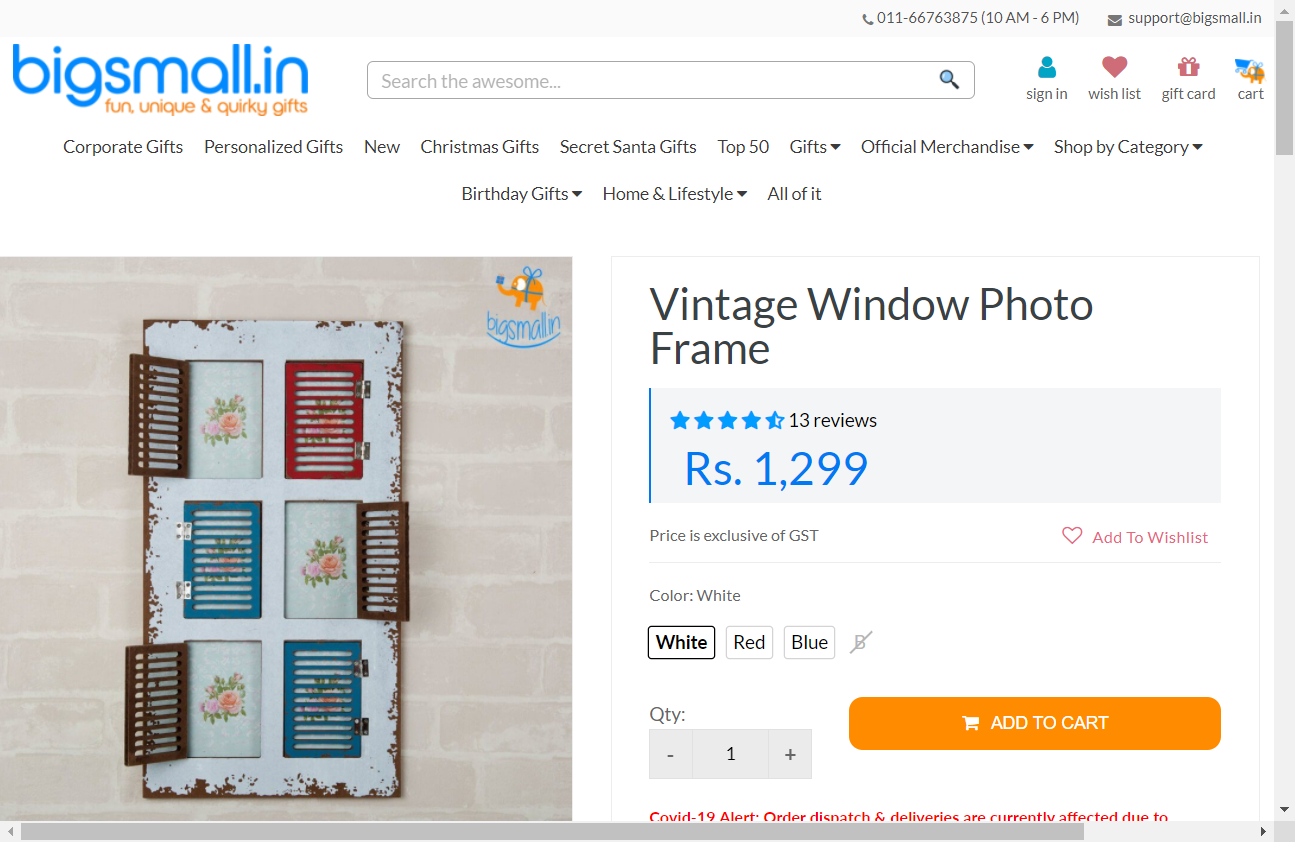 011-66763875 (10 AM - 6 PM) support@bigsmall.in
bigsmall.in
fun, unique & quirky gifts
Search the awesome...
sign in wish list gift card cart
Corporate Gifts Personalized Gifts New Christmas Gifts Secret Santa Gifts Top 50 Gifts Official Merchandise Shop by Category
Birthday Gifts Home & Lifestyle All of it
bigsmall.in
Vintage Window Photo
Frame
13 reviews
Rs. 1,299
Price is exclusive of GST Add To Wishlist
Color: White
White Red Blue B
Qty:
ADD TO CART
- 1 +
Covid-19 Alert: Order dispatch & deliveries are currently affected due to